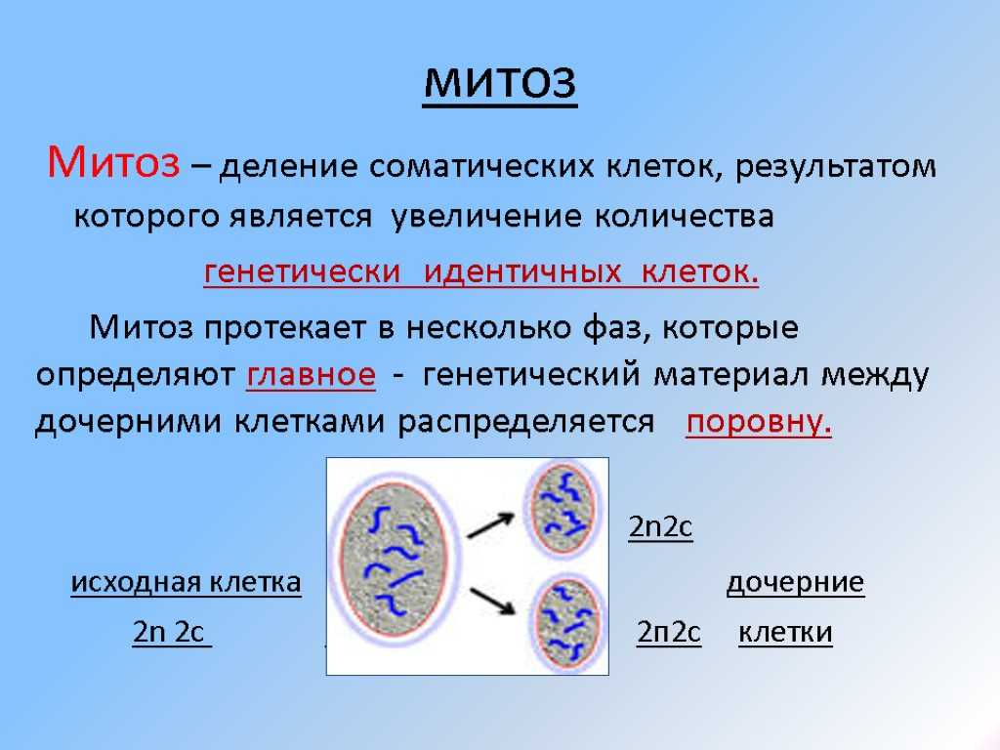 митоз
Митоз – деление соматических клеток, результатом
которого является увеличение количества
генетически идентичных клеток.
Митоз протекает в несколько фаз, которые
определяют главное - генетический материал между
дочерними клетками распределяется поровну.
2n2c
исходная клетка дочерние
2n 2c 2п2с клетки